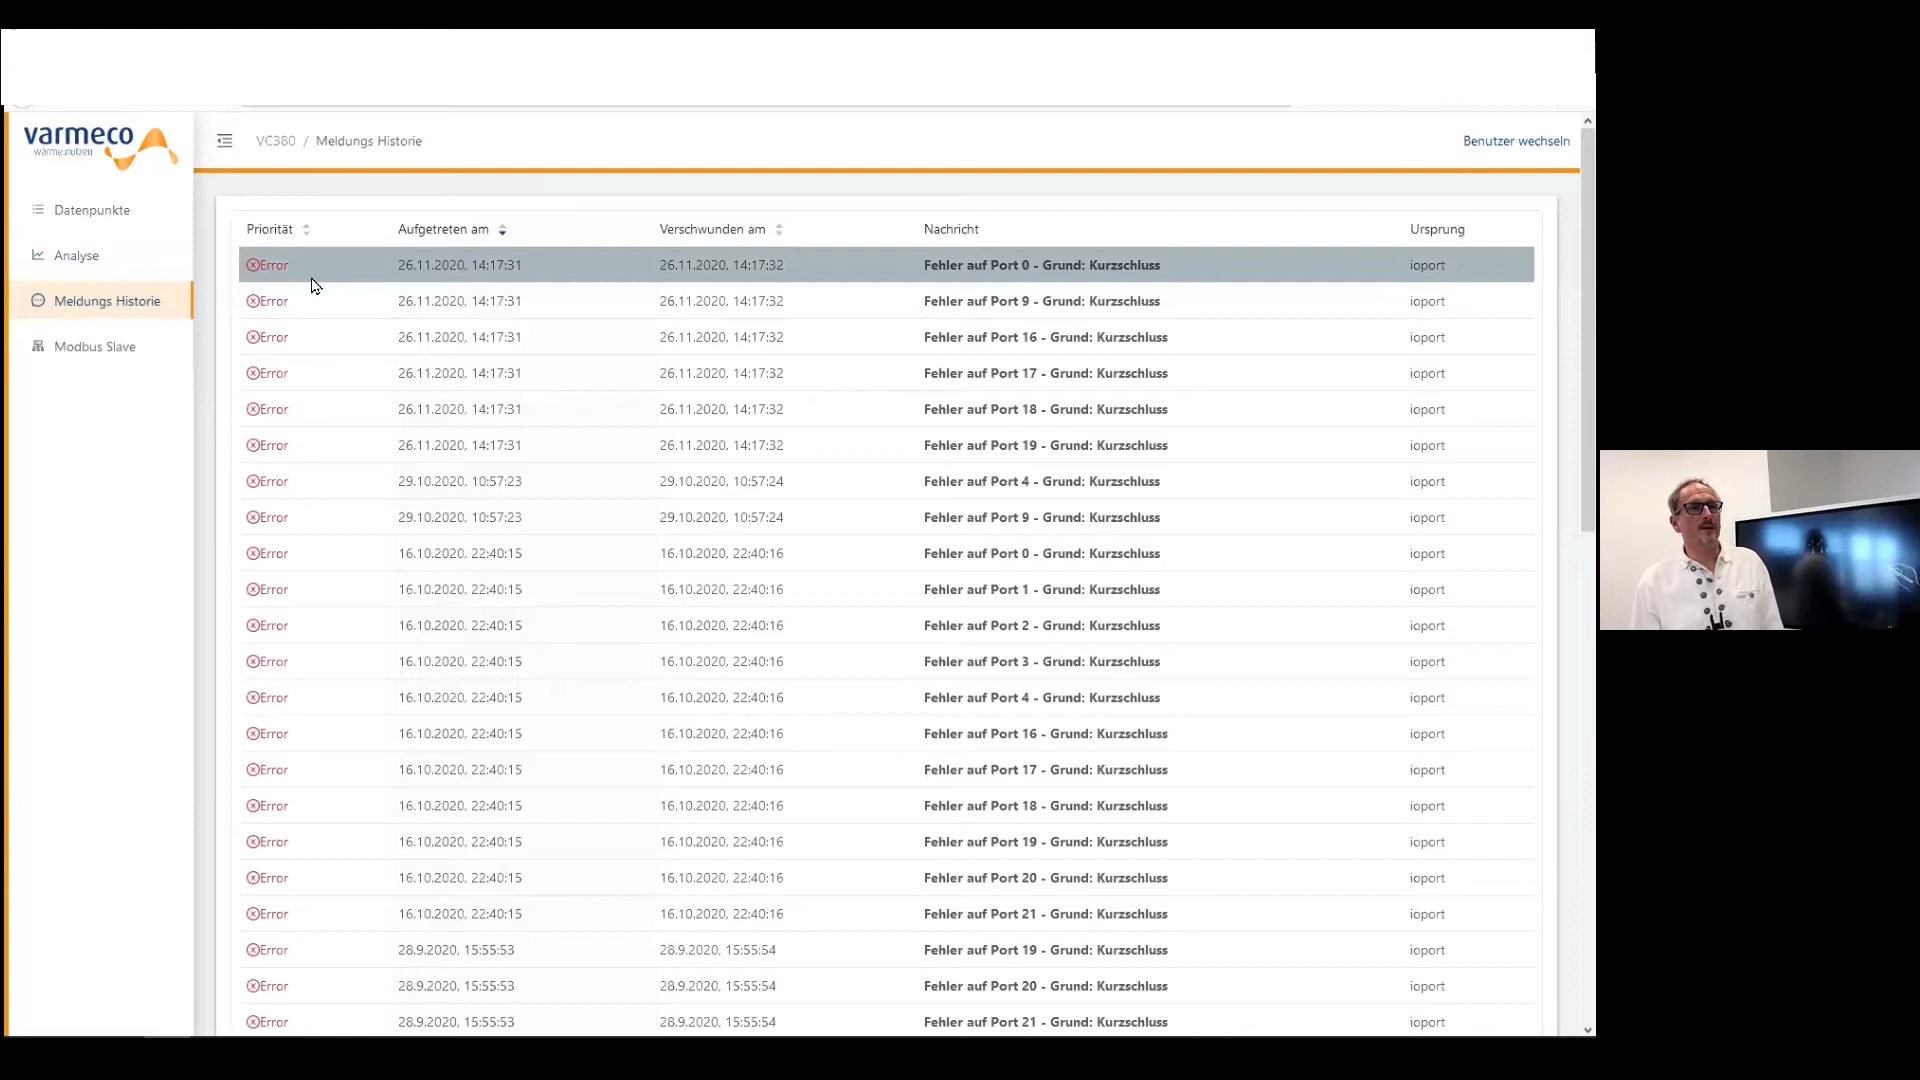 varmeco
wärme.nutzen
VC380 / Meldungs Historie
Benutzer wechseln
Datenpunkte
Analyse
Meldungs Historie
Modbus Slave
Priorität Aufgetreten am Verschwunden am Nachricht Ursprung
Error 26.11.2020, 14:17:31 26.11.2020, 14:17:32 Fehler auf Port 0 - Grund: Kurzschluss ioport
Error 26.11.2020, 14:17:31 26.11.2020, 14:17:32 Fehler auf Port 9 - Grund: Kurzschluss ioport
Error 26.11.2020, 14:17:31 26.11.2020, 14:17:32 Fehler auf Port 16 - Grund: Kurzschluss ioport
Error 26.11.2020, 14:17:31 26.11.2020, 14:17:32 Fehler auf Port 17 - Grund: Kurzschluss ioport
Error 26.11.2020, 14:17:31 26.11.2020, 14:17:32 Fehler auf Port 18 - Grund: Kurzschluss ioport
Error 26.11.2020, 14:17:31 26.11.2020, 14:17:32 Fehler auf Port 19 - Grund: Kurzschluss ioport
Error 29.10.2020, 10:57:23 29.10.2020, 10:57:24 Fehler auf Port 4 - Grund: Kurzschluss ioport
Error 29.10.2020, 10:57:23 29.10.2020, 10:57:24 Fehler auf Port 9 - Grund: Kurzschluss ioport
Error 16.10.2020, 22:40:15 16.10.2020, 22:40:16 Fehler auf Port 0 - Grund: Kurzschluss ioport
Error 16.10.2020, 22:40:15 16.10.2020, 22:40:16 Fehler auf Port 1 - Grund: Kurzschluss ioport
Error 16.10.2020, 22:40:15 16.10.2020, 22:40:16 Fehler auf Port 2 - Grund: Kurzschluss ioport
Error 16.10.2020, 22:40:15 16.10.2020, 22:40:16 Fehler auf Port 3 - Grund: Kurzschluss ioport
Error 16.10.2020, 22:40:15 16.10.2020, 22:40:16 Fehler auf Port 4 - Grund: Kurzschluss ioport
Error 16.10.2020, 22:40:15 16.10.2020, 22:40:16 Fehler auf Port 16 - Grund: Kurzschluss ioport
Error 16.10.2020, 22:40:15 16.10.2020, 22:40:16 Fehler auf Port 17 - Grund: Kurzschluss ioport
Error 16.10.2020, 22:40:15 16.10.2020, 22:40:16 Fehler auf Port 18 - Grund: Kurzschluss ioport
Error 16.10.2020, 22:40:15 16.10.2020, 22:40:16 Fehler auf Port 19 - Grund: Kurzschluss ioport
Error 16.10.2020, 22:40:15 16.10.2020, 22:40:16 Fehler auf Port 20 - Grund: Kurzschluss ioport
Error 16.10.2020, 22:40:15 16.10.2020, 22:40:16 Fehler auf Port 21 - Grund: Kurzschluss ioport
Error 28.9.2020, 15:55:53 28.9.2020, 15:55:54 Fehler auf Port 19 - Grund: Kurzschluss ioport
Error 28.9.2020, 15:55:53 28.9.2020, 15:55:54 Fehler auf Port 20 - Grund: Kurzschluss ioport
Error 28.9.2020, 15:55:53 28.9.2020, 15:55:54 Fehler auf Port 21 - Grund: Kurzschluss ioport